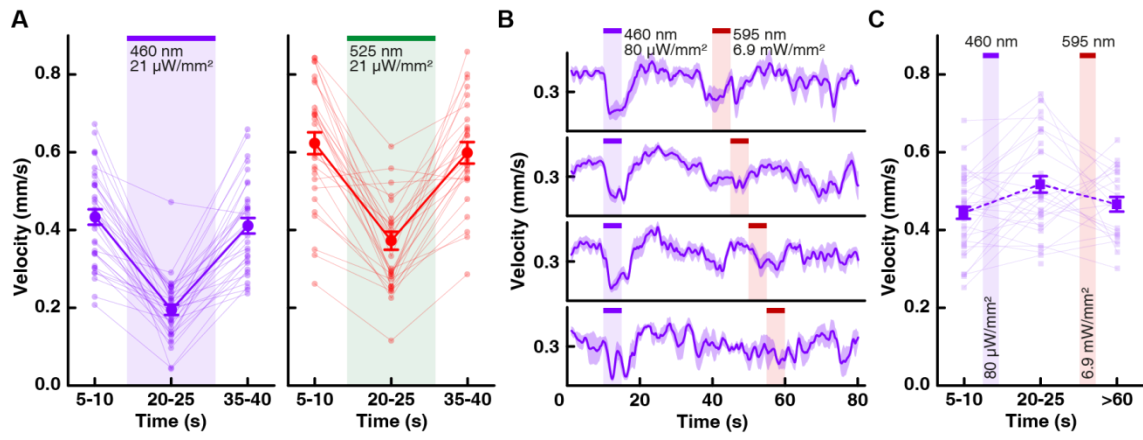 A
460 nm
21 µW/mm²
525 nm
21 µW/mm²
Velocity (mm/s)
0.8
0.6
0.4
0.2
0.0
5-10 20-25 35-40
Time (s)
5-10 20-25 35-40
Time (s)
B
460 nm
80 µW/mm²
595 nm
6.9 mW/mm²
Velocity (mm/s)
0.3
0.3
0.3
0.3
0 20 40 60 80
Time (s)
C
460 nm 595 nm
Velocity (mm/s)
0.8
0.6
0.4
0.2
0.0
80 µW/mm²
6.9 mW/mm²
5-10 20-25 >60
Time (s)